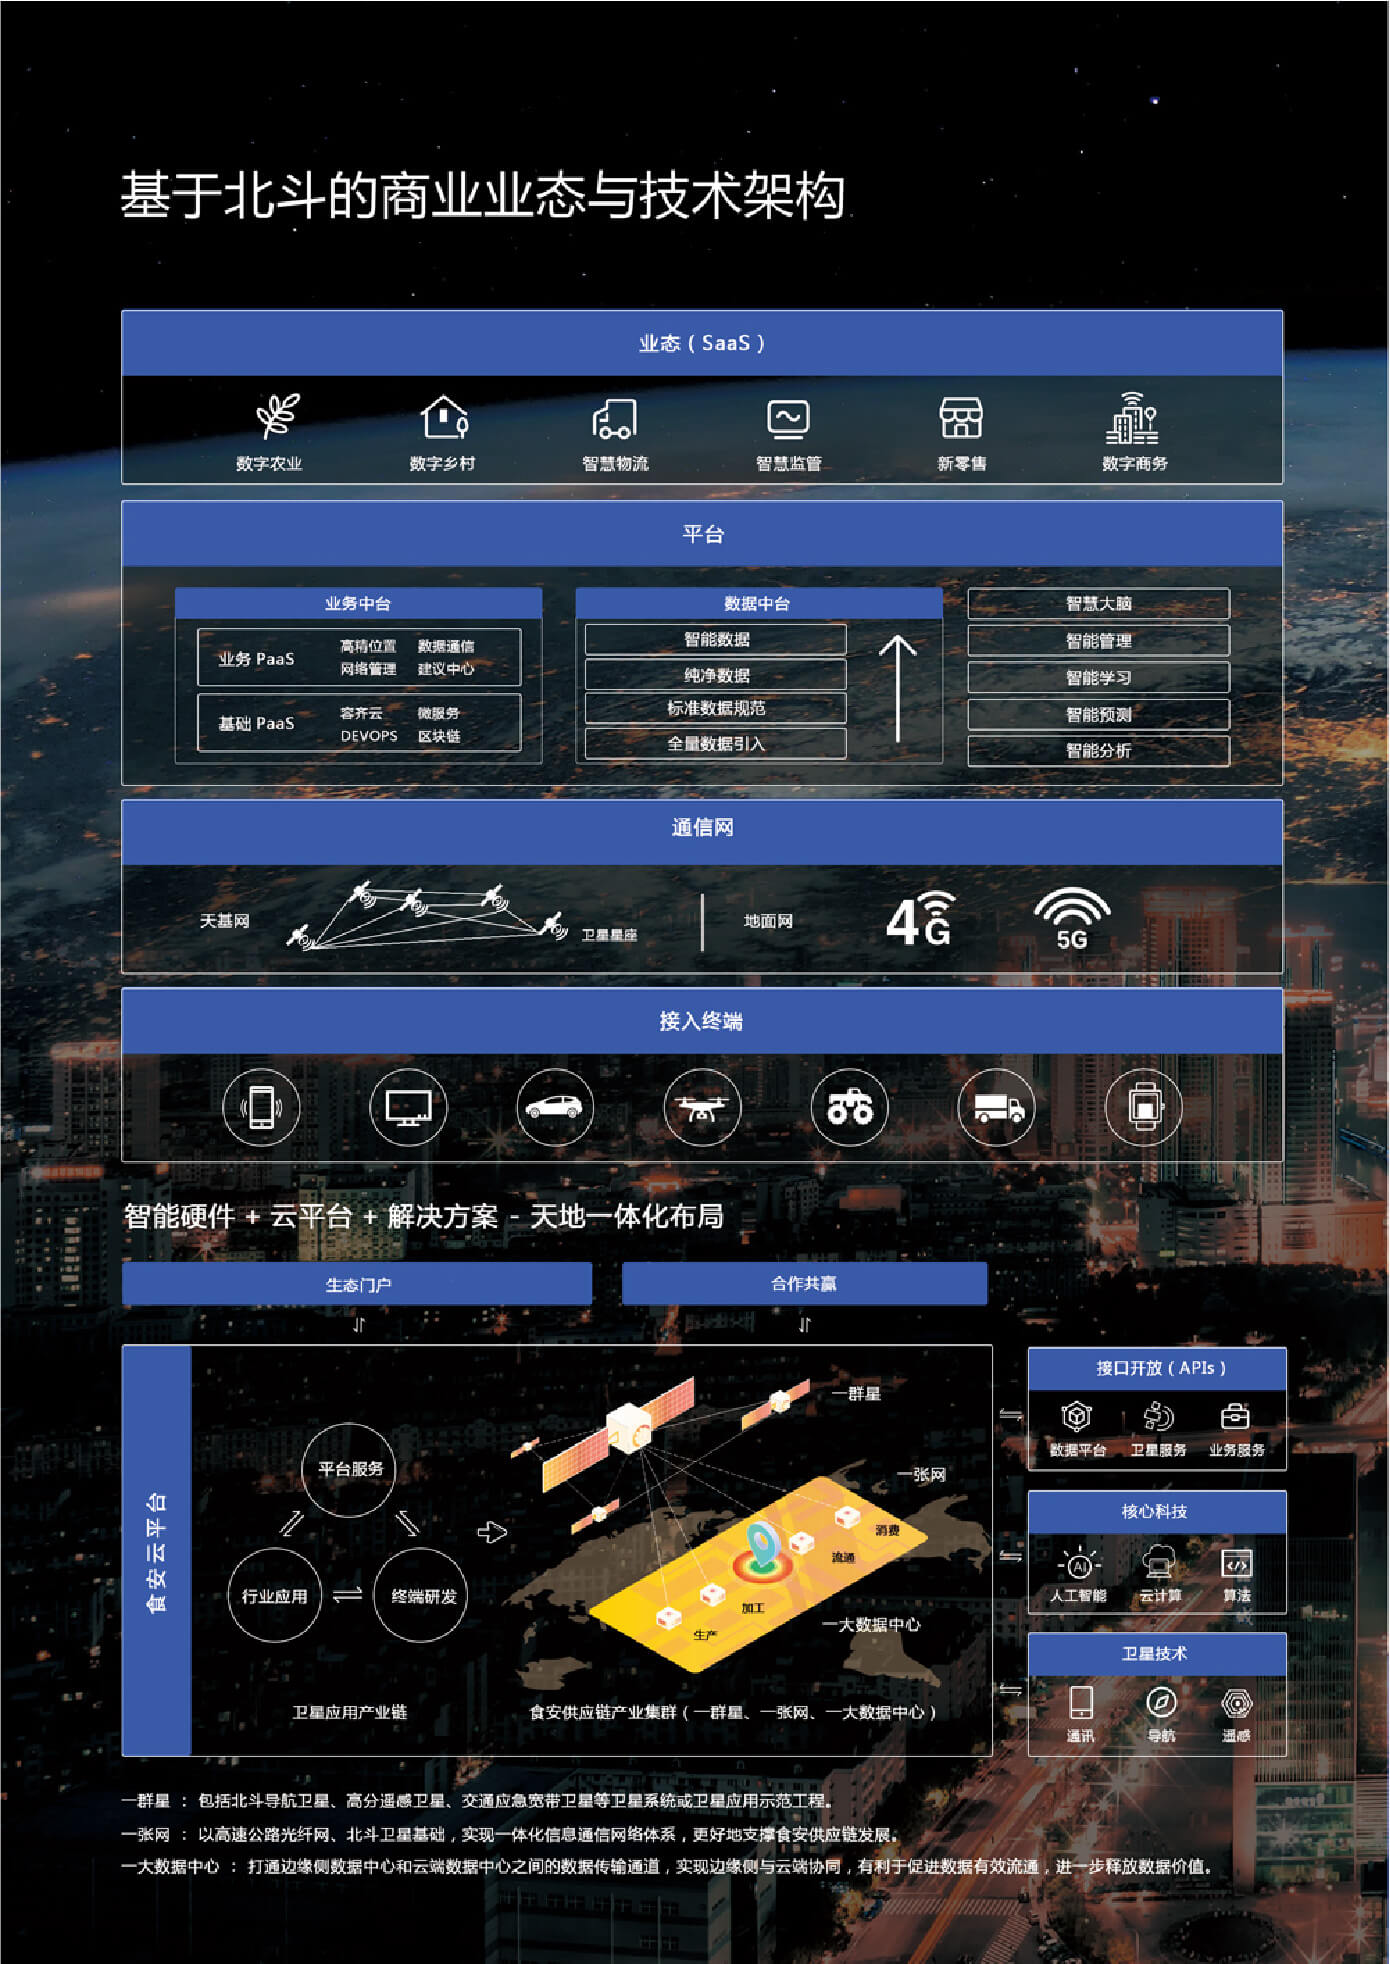 基于北斗的商业业态与技术架构
业态（SaaS）
数字农业 数字乡村 智慧物流 智慧监管 新零售 数字商务
平台
业务中台 数据中台 智慧大脑
业务 PaaS 高精位置 数据通信
网络管理 建议中心
基础 PaaS 容齐云 微服务
DEVOPS 区块链
智能数据
纯净数据
标准数据规范
全量数据引入
智能管理
智能学习
智能预测
智能分析
通信网
天基网 卫星星座 地面网 4G 5G
接入终端
智能硬件 + 云平台 + 解决方案 - 天地一体化布局
生态门户 合作共赢
食安云平台
平台服务
行业应用 终端研发
卫星应用产业链
一群星
一张网
消费
流通
加工
生产
一大数据中心
食安供应链产业集群（一群星、一张网、一大数据中心）
接口开放（APIs）
数据平台 卫星服务 业务服务
核心科技
AI
人工智能 云计算 算法
卫星技术
通讯 导航 遥感
一群星 ： 包括北斗导航卫星、高分遥感卫星、交通应急宽带卫星等卫星系统或卫星应用示范工程。
一张网 ： 以高速公路光纤网、北斗卫星基础，实现一体化信息通信网络体系，更好地支撑食安供应链发展。
一大数据中心 ： 打通边缘侧数据中心和云端数据中心之间的数据传输通道，实现边缘侧与云端协同，有利于促进数据有效流通，进一步释放数据价值。